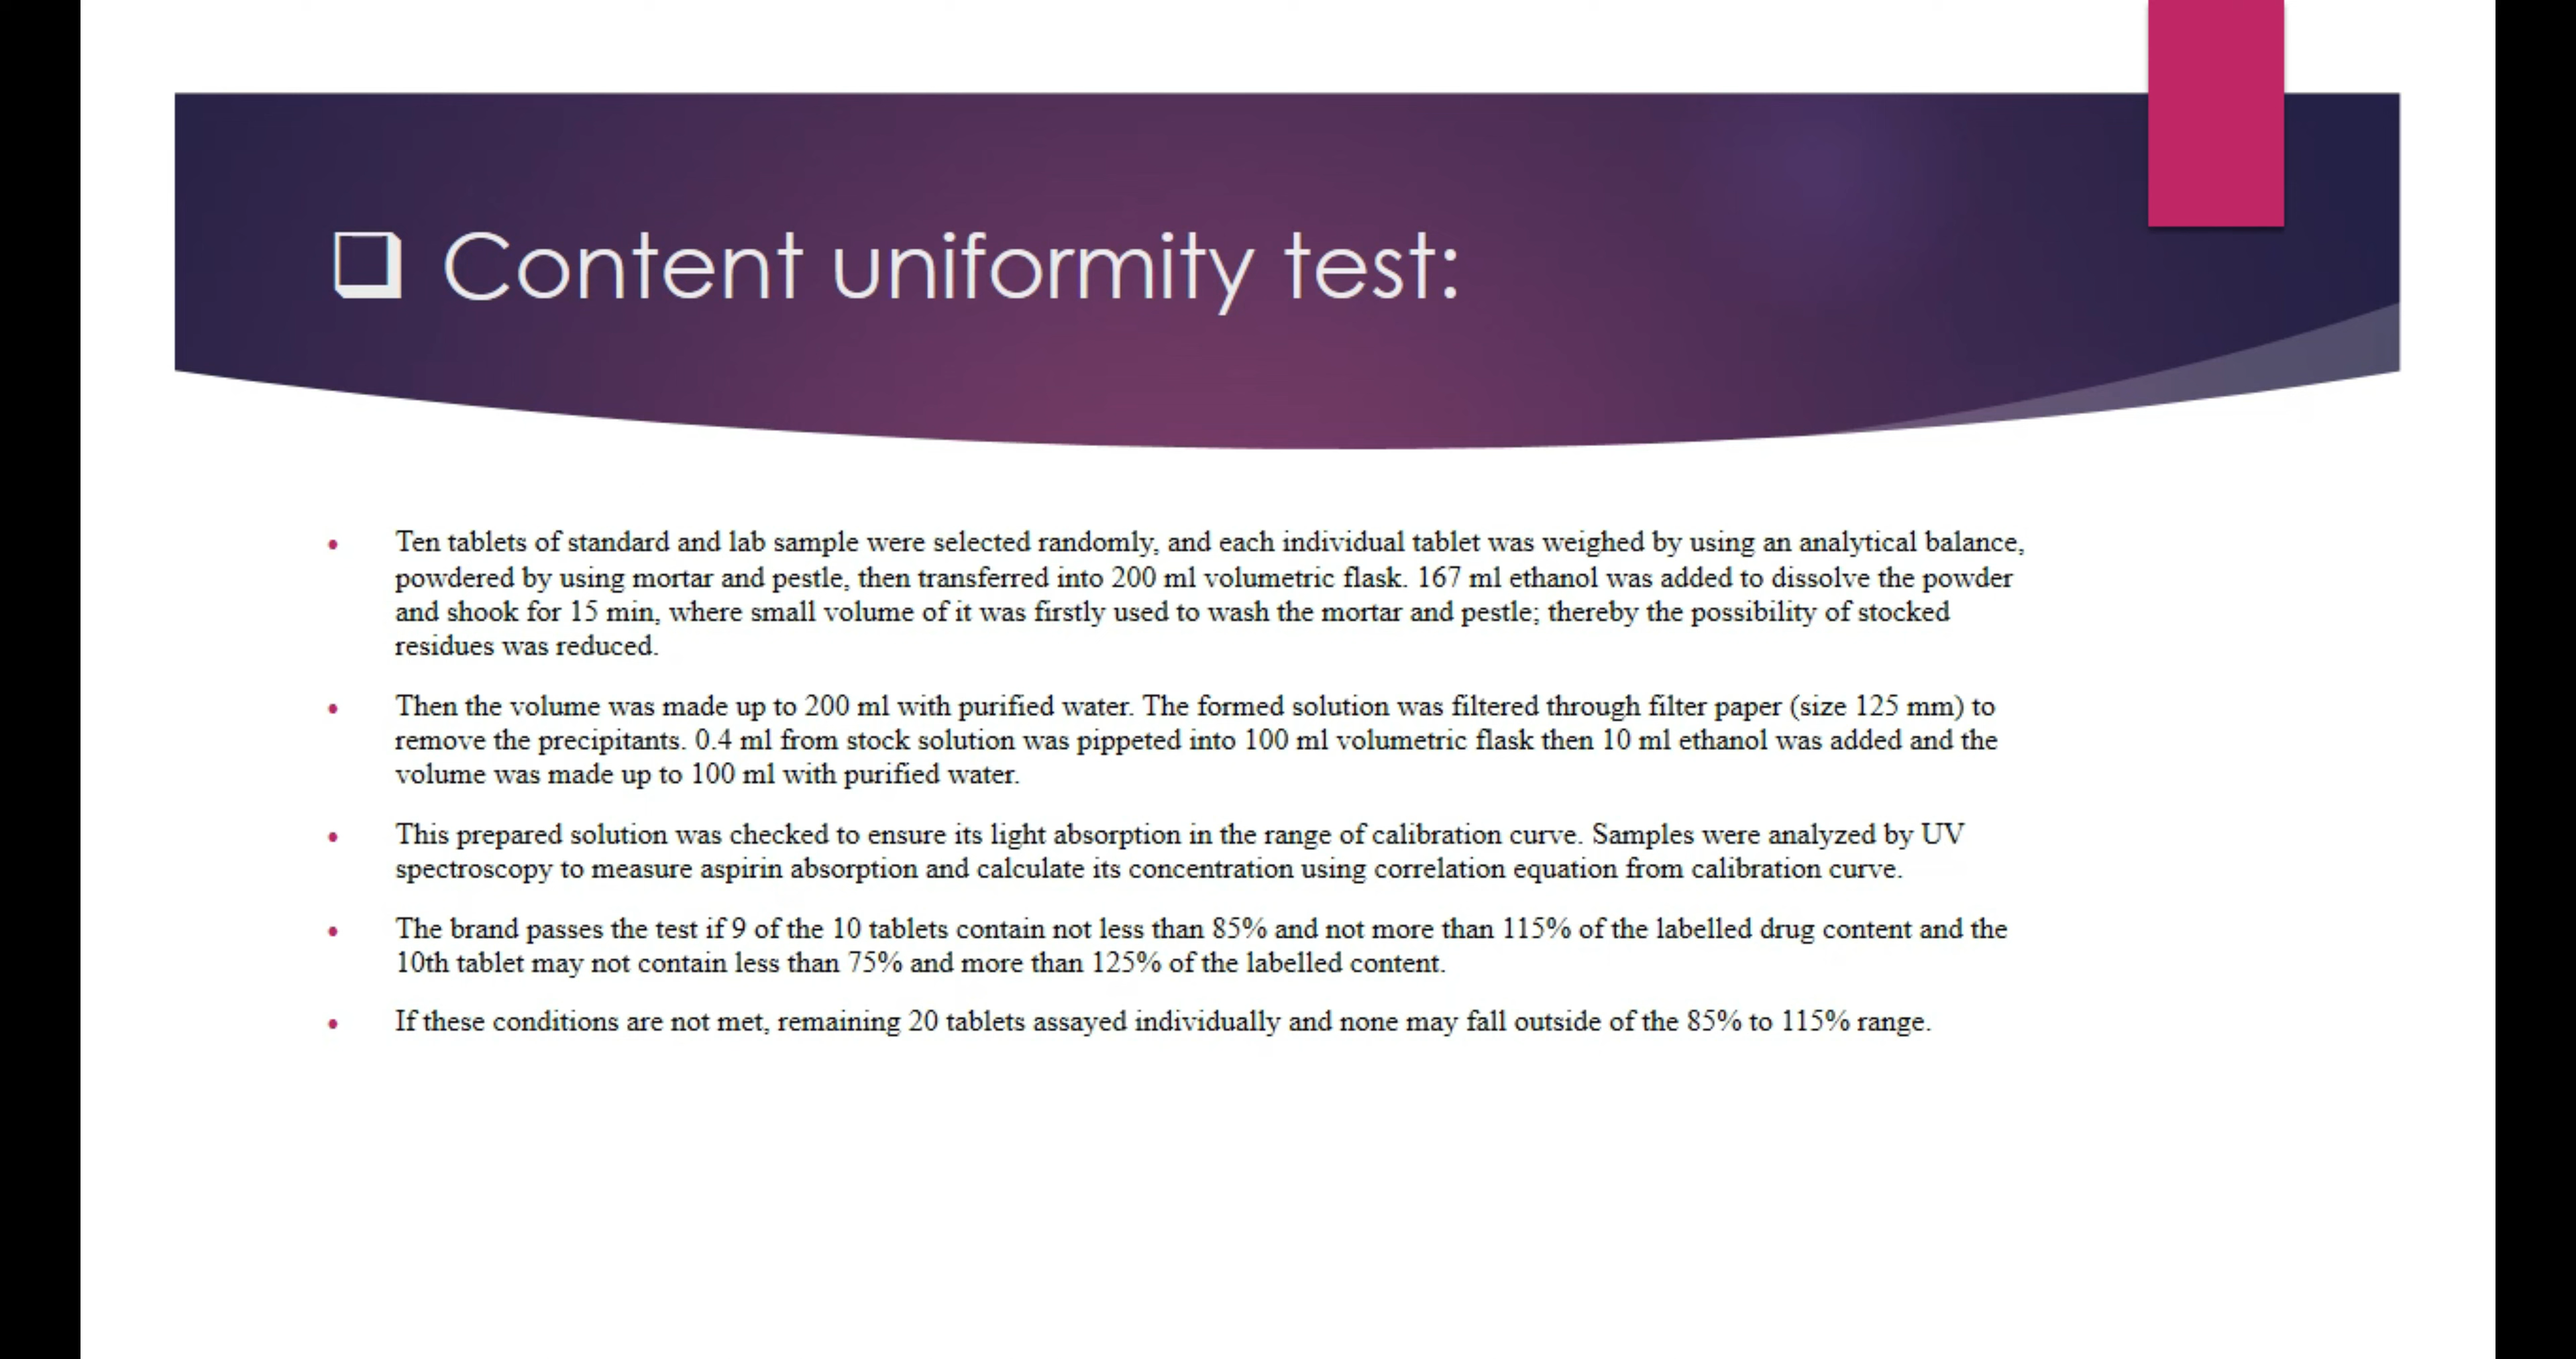 ❑ Content uniformity test:
• Ten tablets of standard and lab sample were selected randomly, and each individual tablet was weighed by using an analytical balance,
powdered by using mortar and pestle, then transferred into 200 ml volumetric flask. 167 ml ethanol was added to dissolve the powder
and shook for 15 min, where small volume of it was firstly used to wash the mortar and pestle; thereby the possibility of stocked
residues was reduced.
• Then the volume was made up to 200 ml with purified water. The formed solution was filtered through filter paper (size 125 mm) to
remove the precipitants. 0.4 ml from stock solution was pippeted into 100 ml volumetric flask then 10 ml ethanol was added and the
volume was made up to 100 ml with purified water.
• This prepared solution was checked to ensure its light absorption in the range of calibration curve. Samples were analyzed by UV
spectroscopy to measure aspirin absorption and calculate its concentration using correlation equation from calibration curve.
• The brand passes the test if 9 of the 10 tablets contain not less than 85% and not more than 115% of the labelled drug content and the
10th tablet may not contain less than 75% and more than 125% of the labelled content.
• If these conditions are not met, remaining 20 tablets assayed individually and none may fall outside of the 85% to 115% range.